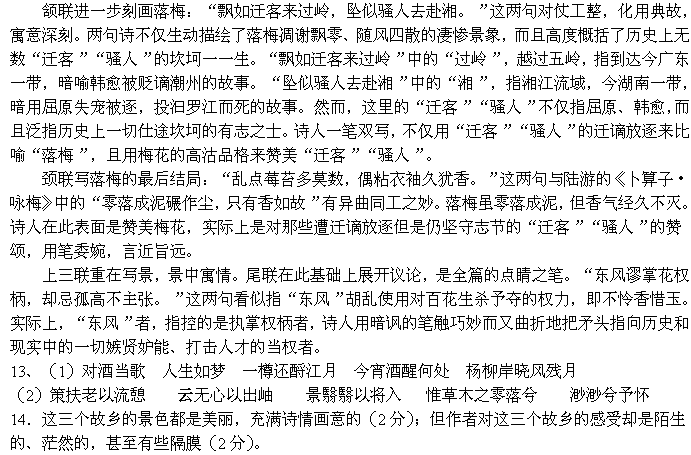 颔联进一步刻画落梅：“飘如迁客来过岭，坠似骚人去赴湘。”这两句对仗工整，化用典故，
寓意深刻。两句诗不仅生动描绘了落梅凋谢飘零、随风四散的凄惨景象，而且高度慨括了历史上无
数“迁客”“骚人”的坎坷一一生。“飘如迁客来过岭”中的“过岭”，越过五岭，指到达今广东
一带，暗喻韩愈被贬谪潮州的故事。“坠似骚人去赴湘”中的“湘”，指湘江流域，今湖南一带，
暗用屈原失宠被逐，投汨罗江而死的故事。然而，这里的“迁客”“骚人”不仅指屈原、韩愈，而
且泛指历史上一切仕途坎坷的有志之士。诗人一笔双写，不仅用“迁客”“骚人”的迁谪放逐来比
喻“落梅”，且用梅花的高沽品格来赞美“迁客”“骚人”。
颈联写落梅的最后结局：“乱点莓苔多莫数，偶粘衣袖久犹香。”这两句与陆游的《卜算子·
咏梅》中的“零落成泥碾作尘，只有香如故”有异曲同工之妙。落梅虽零落成泥，但香气经久不灭。
诗人在此表面是赞美梅花，实际上是对那些遭迁谪放逐但是仍坚守志节的“迁客”“骚人”的赞
颂，用笔委婉，言近旨远。
上三联重在写景，景中寓情。尾联在此基础上展开议论，是全篇的点睛之笔。“东风谬掌花权
柄，却忌孤高不主张。”这两句看似指“东风”胡乱使用对百花生杀予夺的权力，即不怜香惜玉。
实际上，“东风”者，指控的是执掌权柄者，诗人用暗讽的笔触巧妙而又曲折地把矛头指向历史和
现实中的一切嫉贤妒能、打击人才的当权者。
13、（1）对酒当歌 人生如梦 一樽还酹江月 今宵酒醒何处 杨柳岸晓风残月
（2）策扶老以流憩 云无心以出岫 景翳翳以将入 惟草木之零落兮 渺渺兮予怀
14．这三个故乡的景色都是美丽，充满诗情画意的（2分）；但作者对这三个故乡的感受却是陌生
的、茫然的，甚至有些隔膜（2分）。